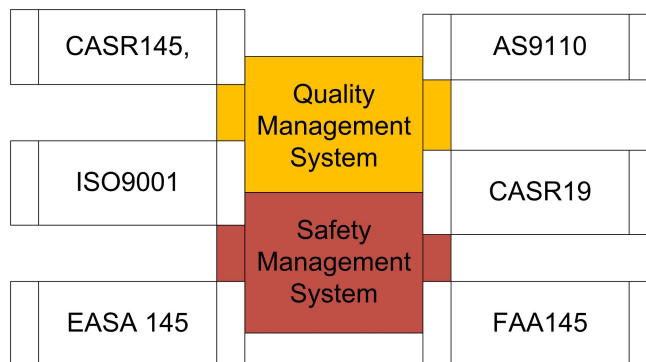 CASR145,
AS9110
Quality
Management
System
ISO9001
CASR19
Safety
Management
System
EASA 145
FAA145